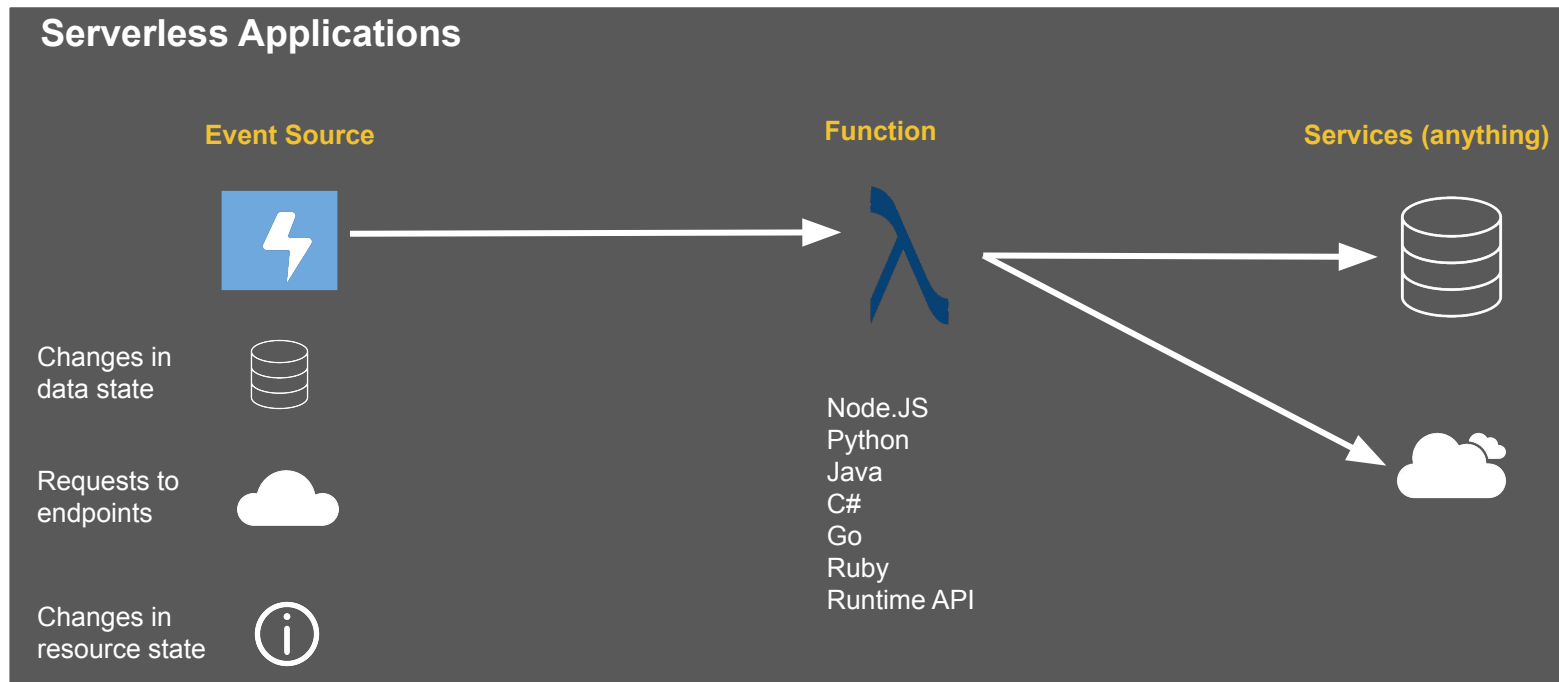 Serverless Applications
Event Source
Function
Services (anything)
Changes in
data state
Requests to
endpoints
Changes in
resource state
Node.JS
Python
Java
C#
Go
Ruby
Runtime API